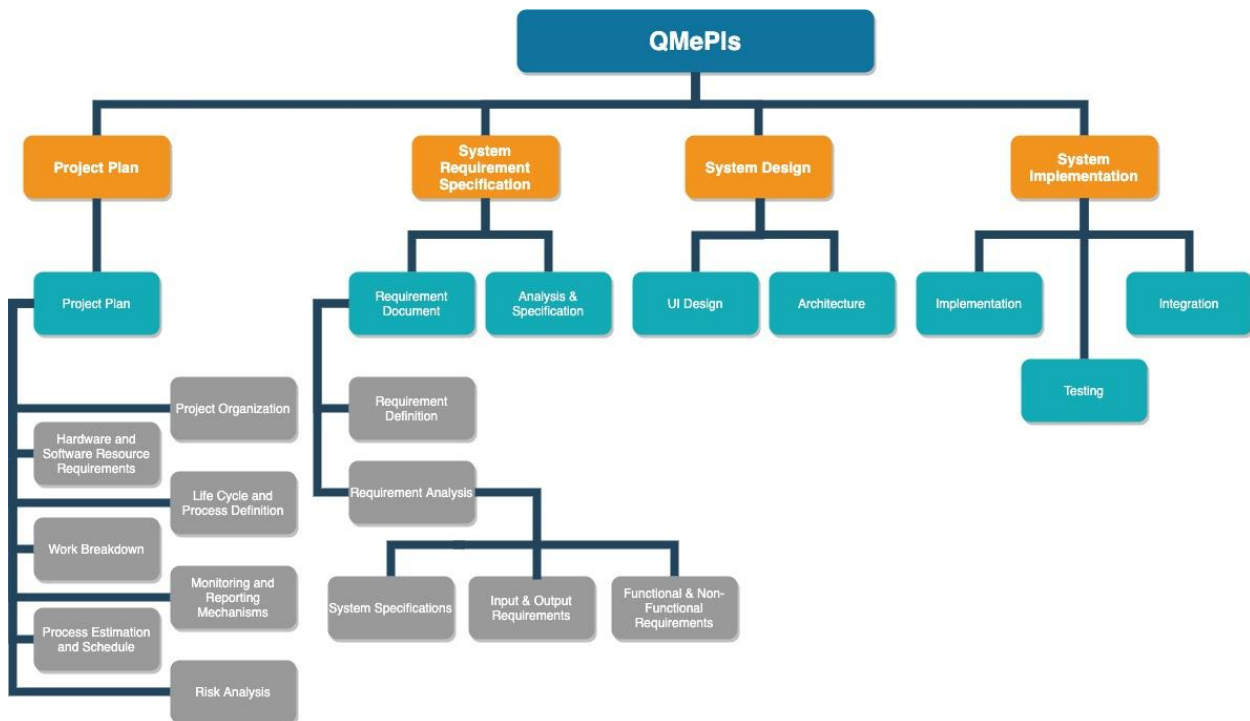 QMePIs
Project Plan
System
Requirement
Specification
System Design
System
Implementation
Project Plan
Requirement
Document
Analysis &
Specification
UI Design
Architecture
Implementation
Integration
Testing
Project Organization
Hardware and
Software Resource
Requirements
Life Cycle and
Process Definition
Work Breakdown
Monitoring and
Reporting
Mechanisms
Process Estimation
and Schedule
Risk Analysis
Requirement
Definition
Requirement Analysis
System Specifications
Input & Output
Requirements
Functional & Non-
Functional
Requirements